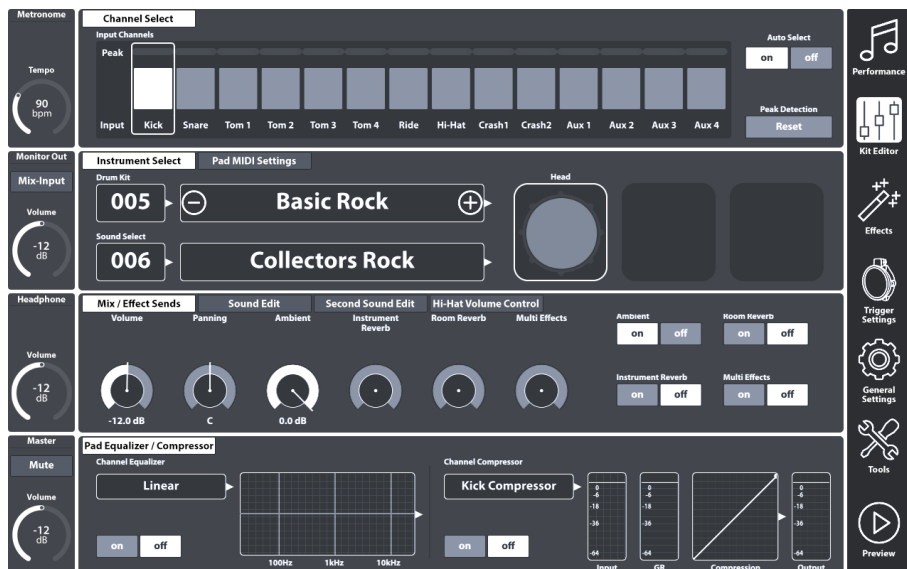 Metronome
Tempo
90
bpm
Monitor Out
Mix-Input
Volume
-12
dB
Headphone
Volume
-12
dB
Master
Mute
Volume
-12
dB
Channel Select
Input Channels
Peak
Input Kick Snare Tom 1 Tom 2 Tom 3 Tom 4 Ride Hi-Hat Crash1 Crash2 Aux 1 Aux 2 Aux 3 Aux 4
Auto Select
on off
Peak Detection
Reset
Instrument Select Pad MIDI Settings
Drum Kit
005 Basic Rock
Sound Select
006 Collectors Rock
Head
Mix / Effect Sends Sound Edit Second Sound Edit Hi-Hat Volume Control
Volume Panning Ambient Instrument Reverb Room Reverb Multi Effects
-12.0 dB C 0.0 dB
Ambient Room Reverb
on off on off
Instrument Reverb Multi Effects
on off on off
Pad Equalizer / Compressor
Channel Equalizer
Linear
on off
100Hz 1kHz 10kHz
Channel Compressor
Kick Compressor
on off
0 0 0
-6 -6 -6
-18 -18 -18
-36 -36 -36
-64 -64 -64
Input GR Compression Output
Performance
Kit Editor
Effects
Trigger
Settings
General
Settings
Tools
Preview